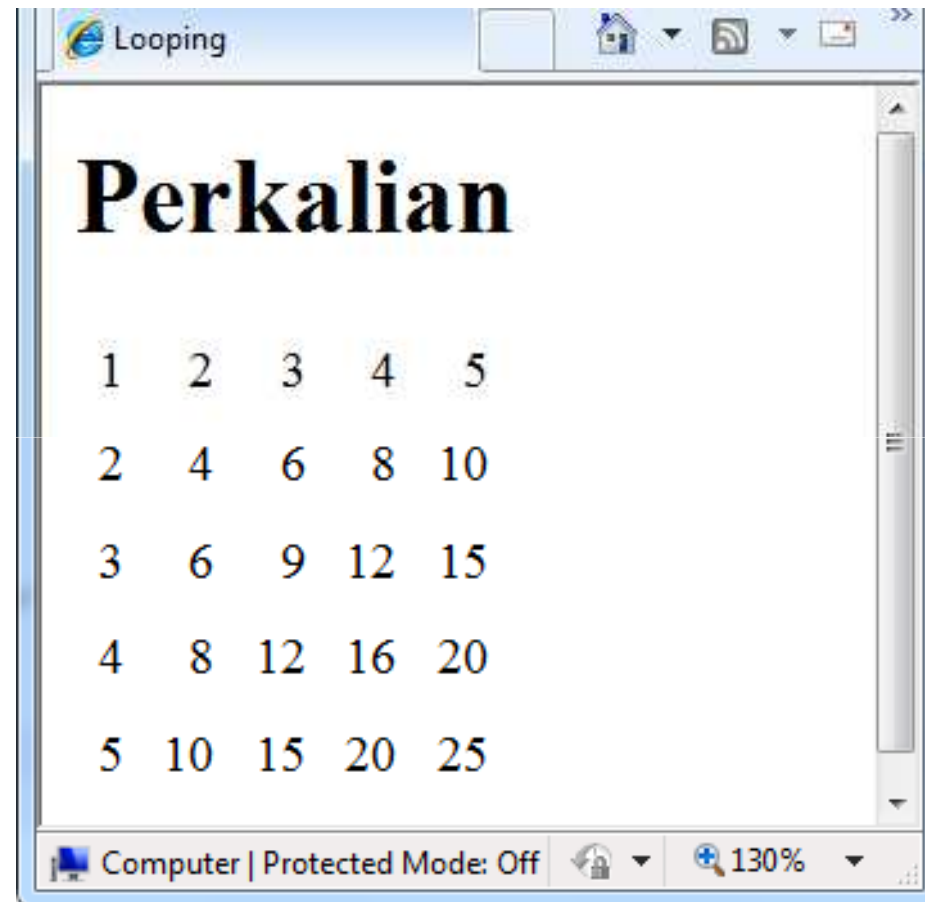 Looping
»
Perkalian
1 2 3 4 5
2 4 6 8 10
3 6 9 12 15
4 8 12 16 20
5 10 15 20 25
Computer | Protected Mode: Off 130%